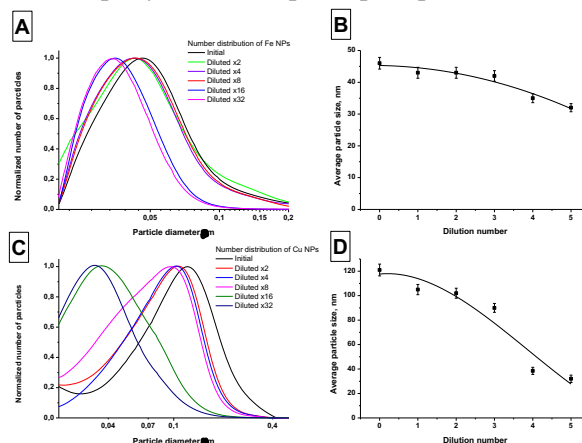 A
Number distribution of Fe NPs
Initial
Diluted x2
Diluted x4
Diluted x8
Diluted x16
Diluted x32
Normalized number of parcticles
1,0
0,8
0,6
0,4
0,2
0,0
0,05
0,1
0,15
0,2
Particle diameter
B
Average particle size, nm
50
40
30
20
10
0
0 1 2 3 4 5
Dilution number
C
Number distribution of Cu NPs
Initial
Diluted x2
Diluted x4
Diluted x8
Diluted x16
Diluted x32
Normalized number of parcticles
1,0
0,8
0,6
0,4
0,2
0,0
0,04
0,07
0,1
0,4
Particle diameter
D
Average particle size, nm
120
100
80
60
40
20
0
0 1 2 3 4 5
Dilution number